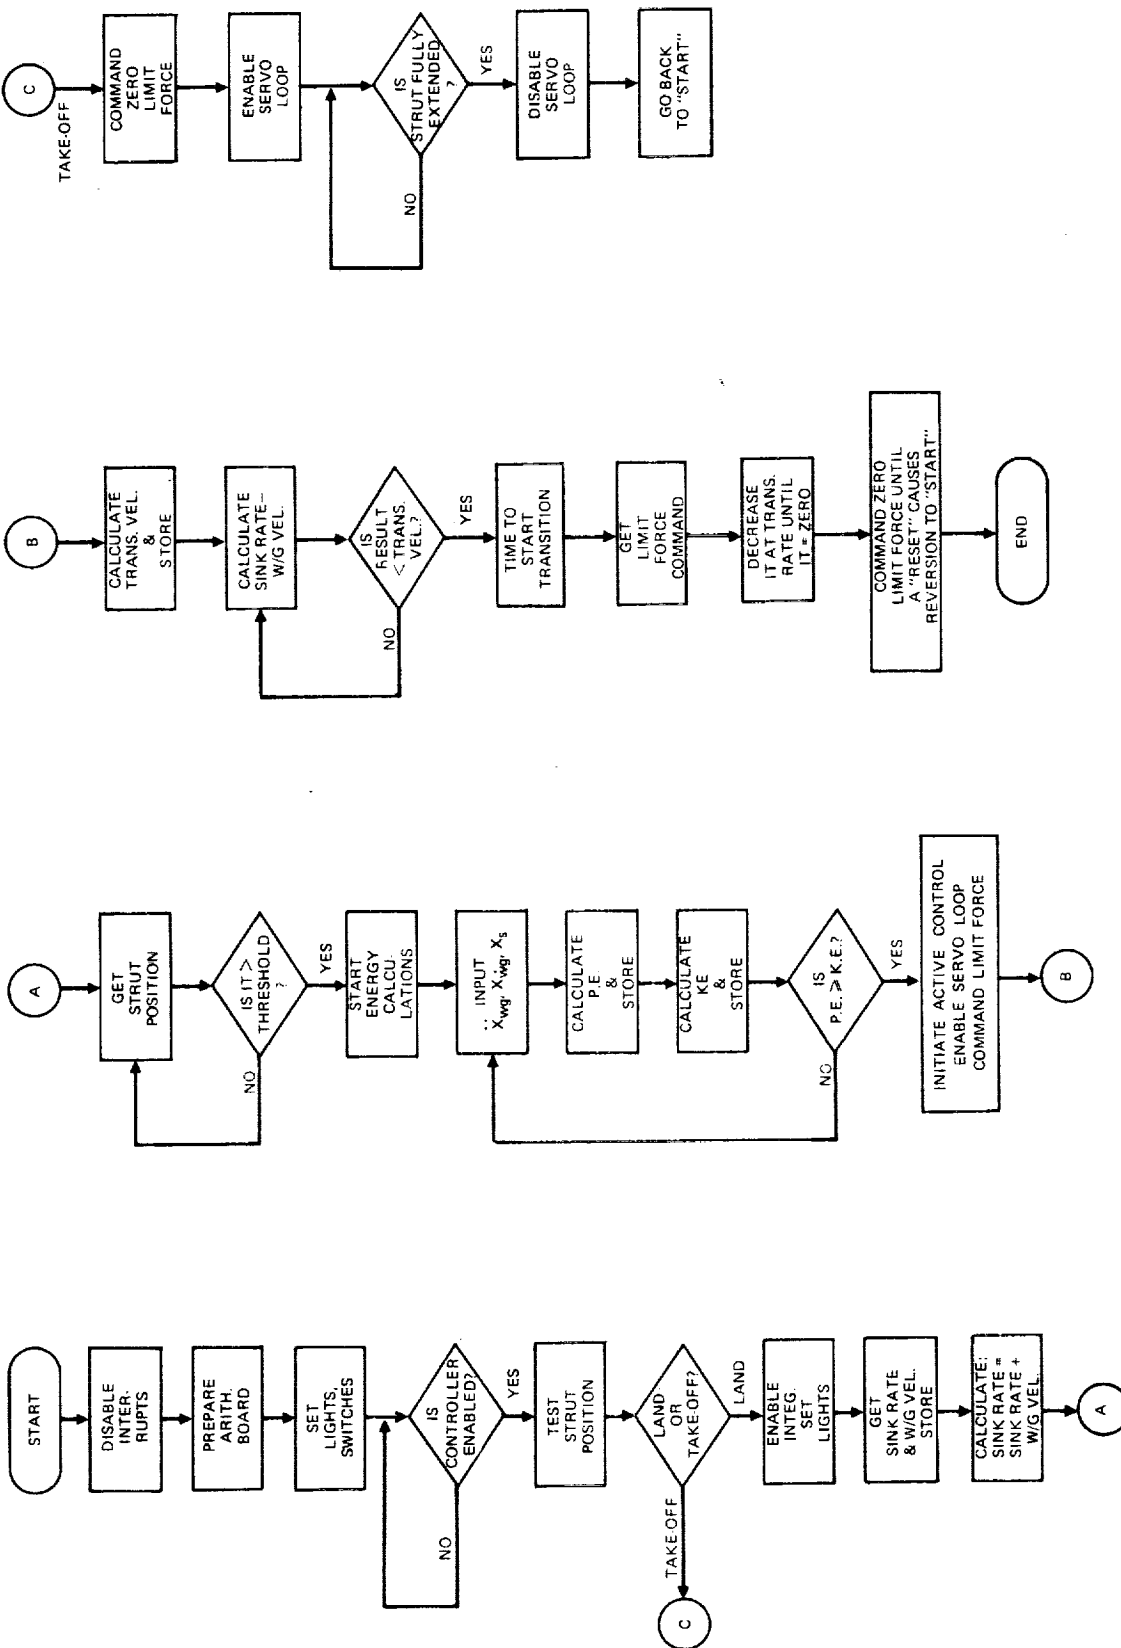 START
DISABLE
INTER-
RUPTS
PREPARE
ARITH.
BOARD
SET
LIGHTS,
SWITCHES
IS
CONTROLLER
ENABLED?
NO
YES
TEST
STRUT
POSITION
LAND
OR
TAKE-OFF?
TAKE-OFF
C
LAND
ENABLE
INTEG.
SET
LIGHTS
GET
SINK RATE
& W/G VEL.
STORE
CALCULATE:
SINK RATE =
SINK RATE +
W/G VEL.
A
A
GET
STRUT
POSITION
IS IT >
THRESHOLD
?
NO
YES
START
ENERGY
CALCU-
LATIONS
INPUT
Ẍwg, Ẋwg, Xs
CALCULATE
P.E.
&
STORE
CALCULATE
KE
&
STORE
IS
P.E. ⩾ K.E.?
NO
YES
INITIATE ACTIVE CONTROL
ENABLE SERVO LOOP
COMMAND LIMIT FORCE
B
B
CALCULATE
TRANS. VEL.
&
STORE
CALCULATE
SINK RATE–
W/G VEL.
IS
RESULT
< TRANS.
VEL.?
NO
YES
TIME TO
START
TRANSITION
GET
LIMIT
FORCE
COMMAND
DECREASE
IT AT TRANS.
RATE UNTIL
IT = ZERO
COMMAND ZERO
LIMIT FORCE UNTIL
A "RESET" CAUSES
REVERSION TO "START"
END
C
TAKE-OFF
COMMAND
ZERO
LIMIT
FORCE
ENABLE
SERVO
LOOP
IS
STRUT FULLY
EXTENDED
?
NO
YES
DISABLE
SERVO
LOOP
GO BACK
TO "START"